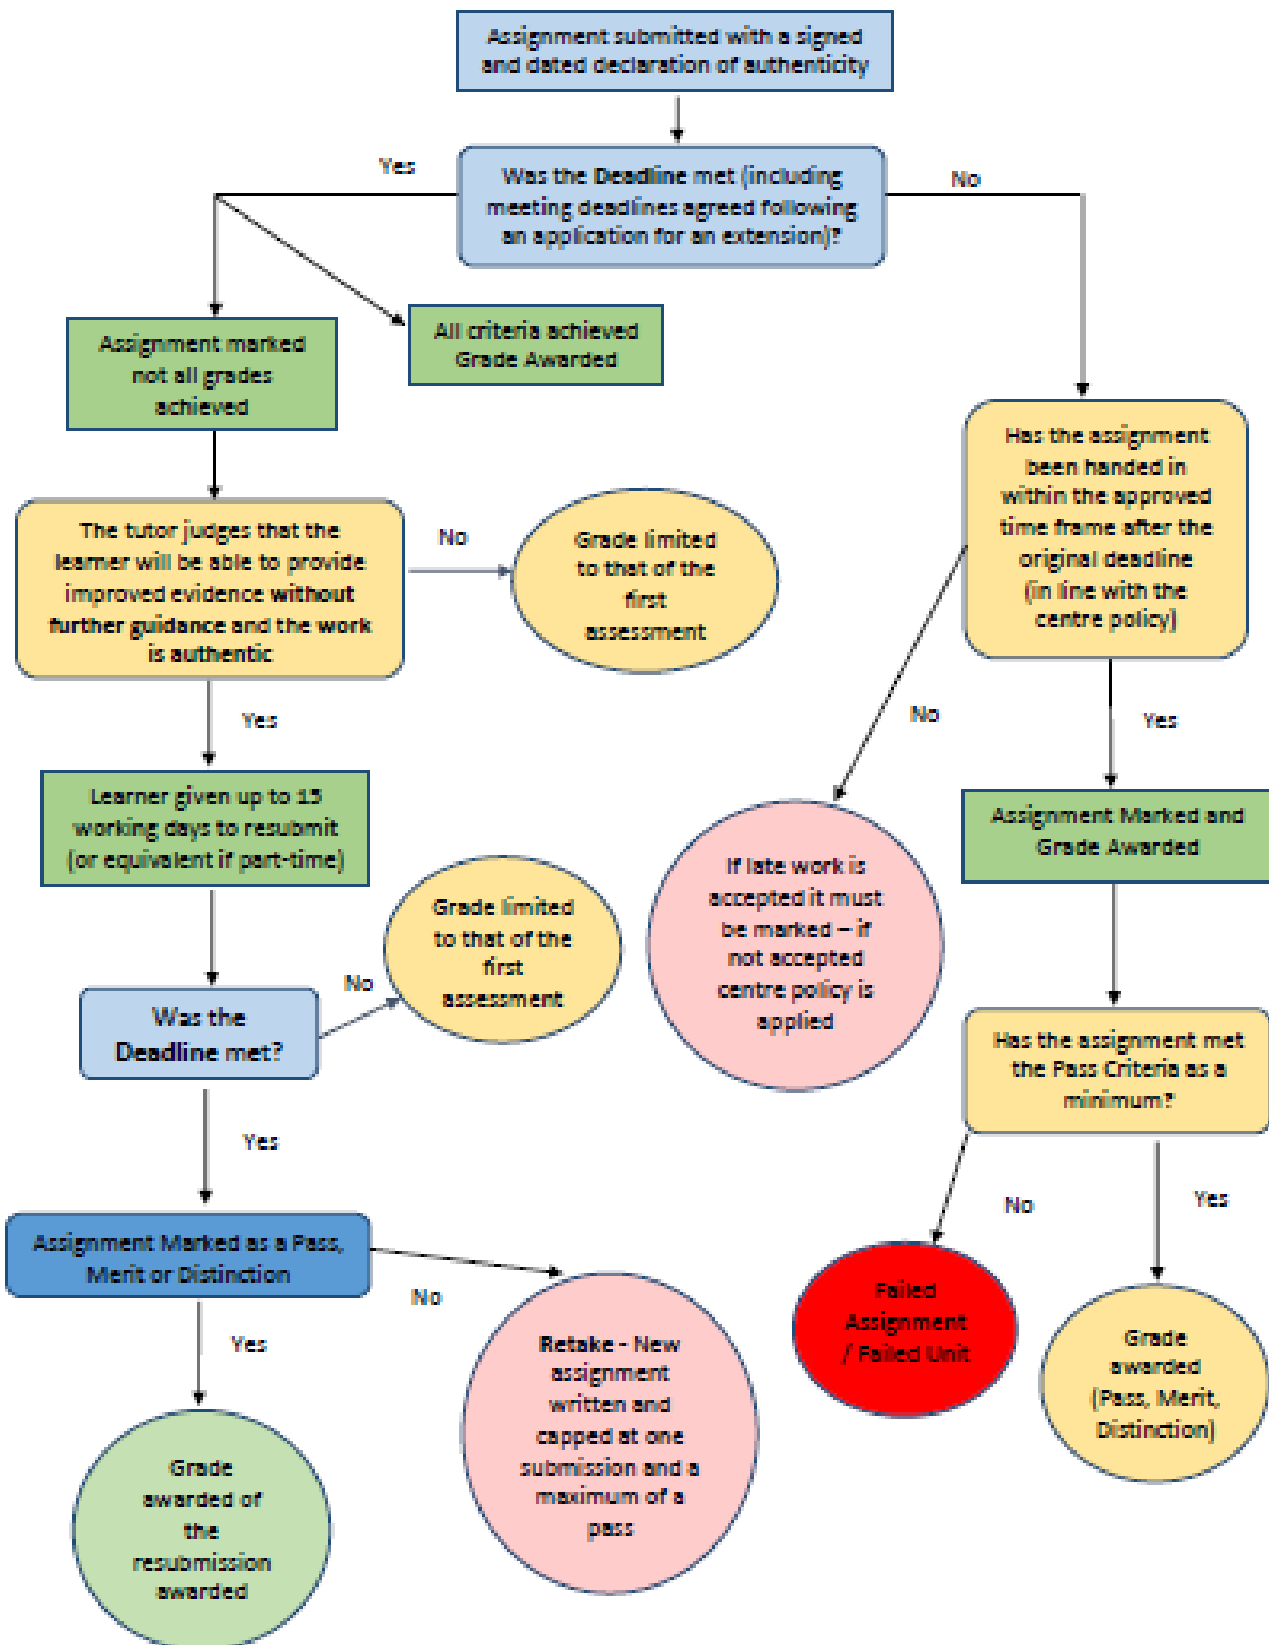 Assignment submitted with a signed
and dated declaration of authenticity
Yes
Was the Deadline met (including
meeting deadlines agreed following
an application for an extension)?
No
Assignment marked
not all grades
achieved
All criteria achieved
Grade Awarded
Has the assignment
been handed in
within the approved
time frame after the
original deadline
(in line with the
centre policy)
The tutor judges that the
learner will be able to provide
improved evidence without
further guidance and the work
is authentic
No
Grade limited
to that of the
first
assessment
Yes
No
Yes
Learner given up to 15
working days to resubmit
(or equivalent if part-time)
Assignment Marked and
Grade Awarded
If late work is
accepted it must
be marked – if
not accepted
centre policy is
applied
Grade limited
to that of the
first
assessment
No
Was the
Deadline met?
Has the assignment met
the Pass Criteria as a
minimum?
Yes
No
Yes
Assignment Marked as a Pass,
Merit or Distinction
No
Yes
Failed
Assignment
/ Failed Unit
Grade
awarded
(Pass, Merit,
Distinction)
Retake - New
assignment
written and
capped at one
submission and a
maximum of a
pass
Grade
awarded of
the
resubmission
awarded